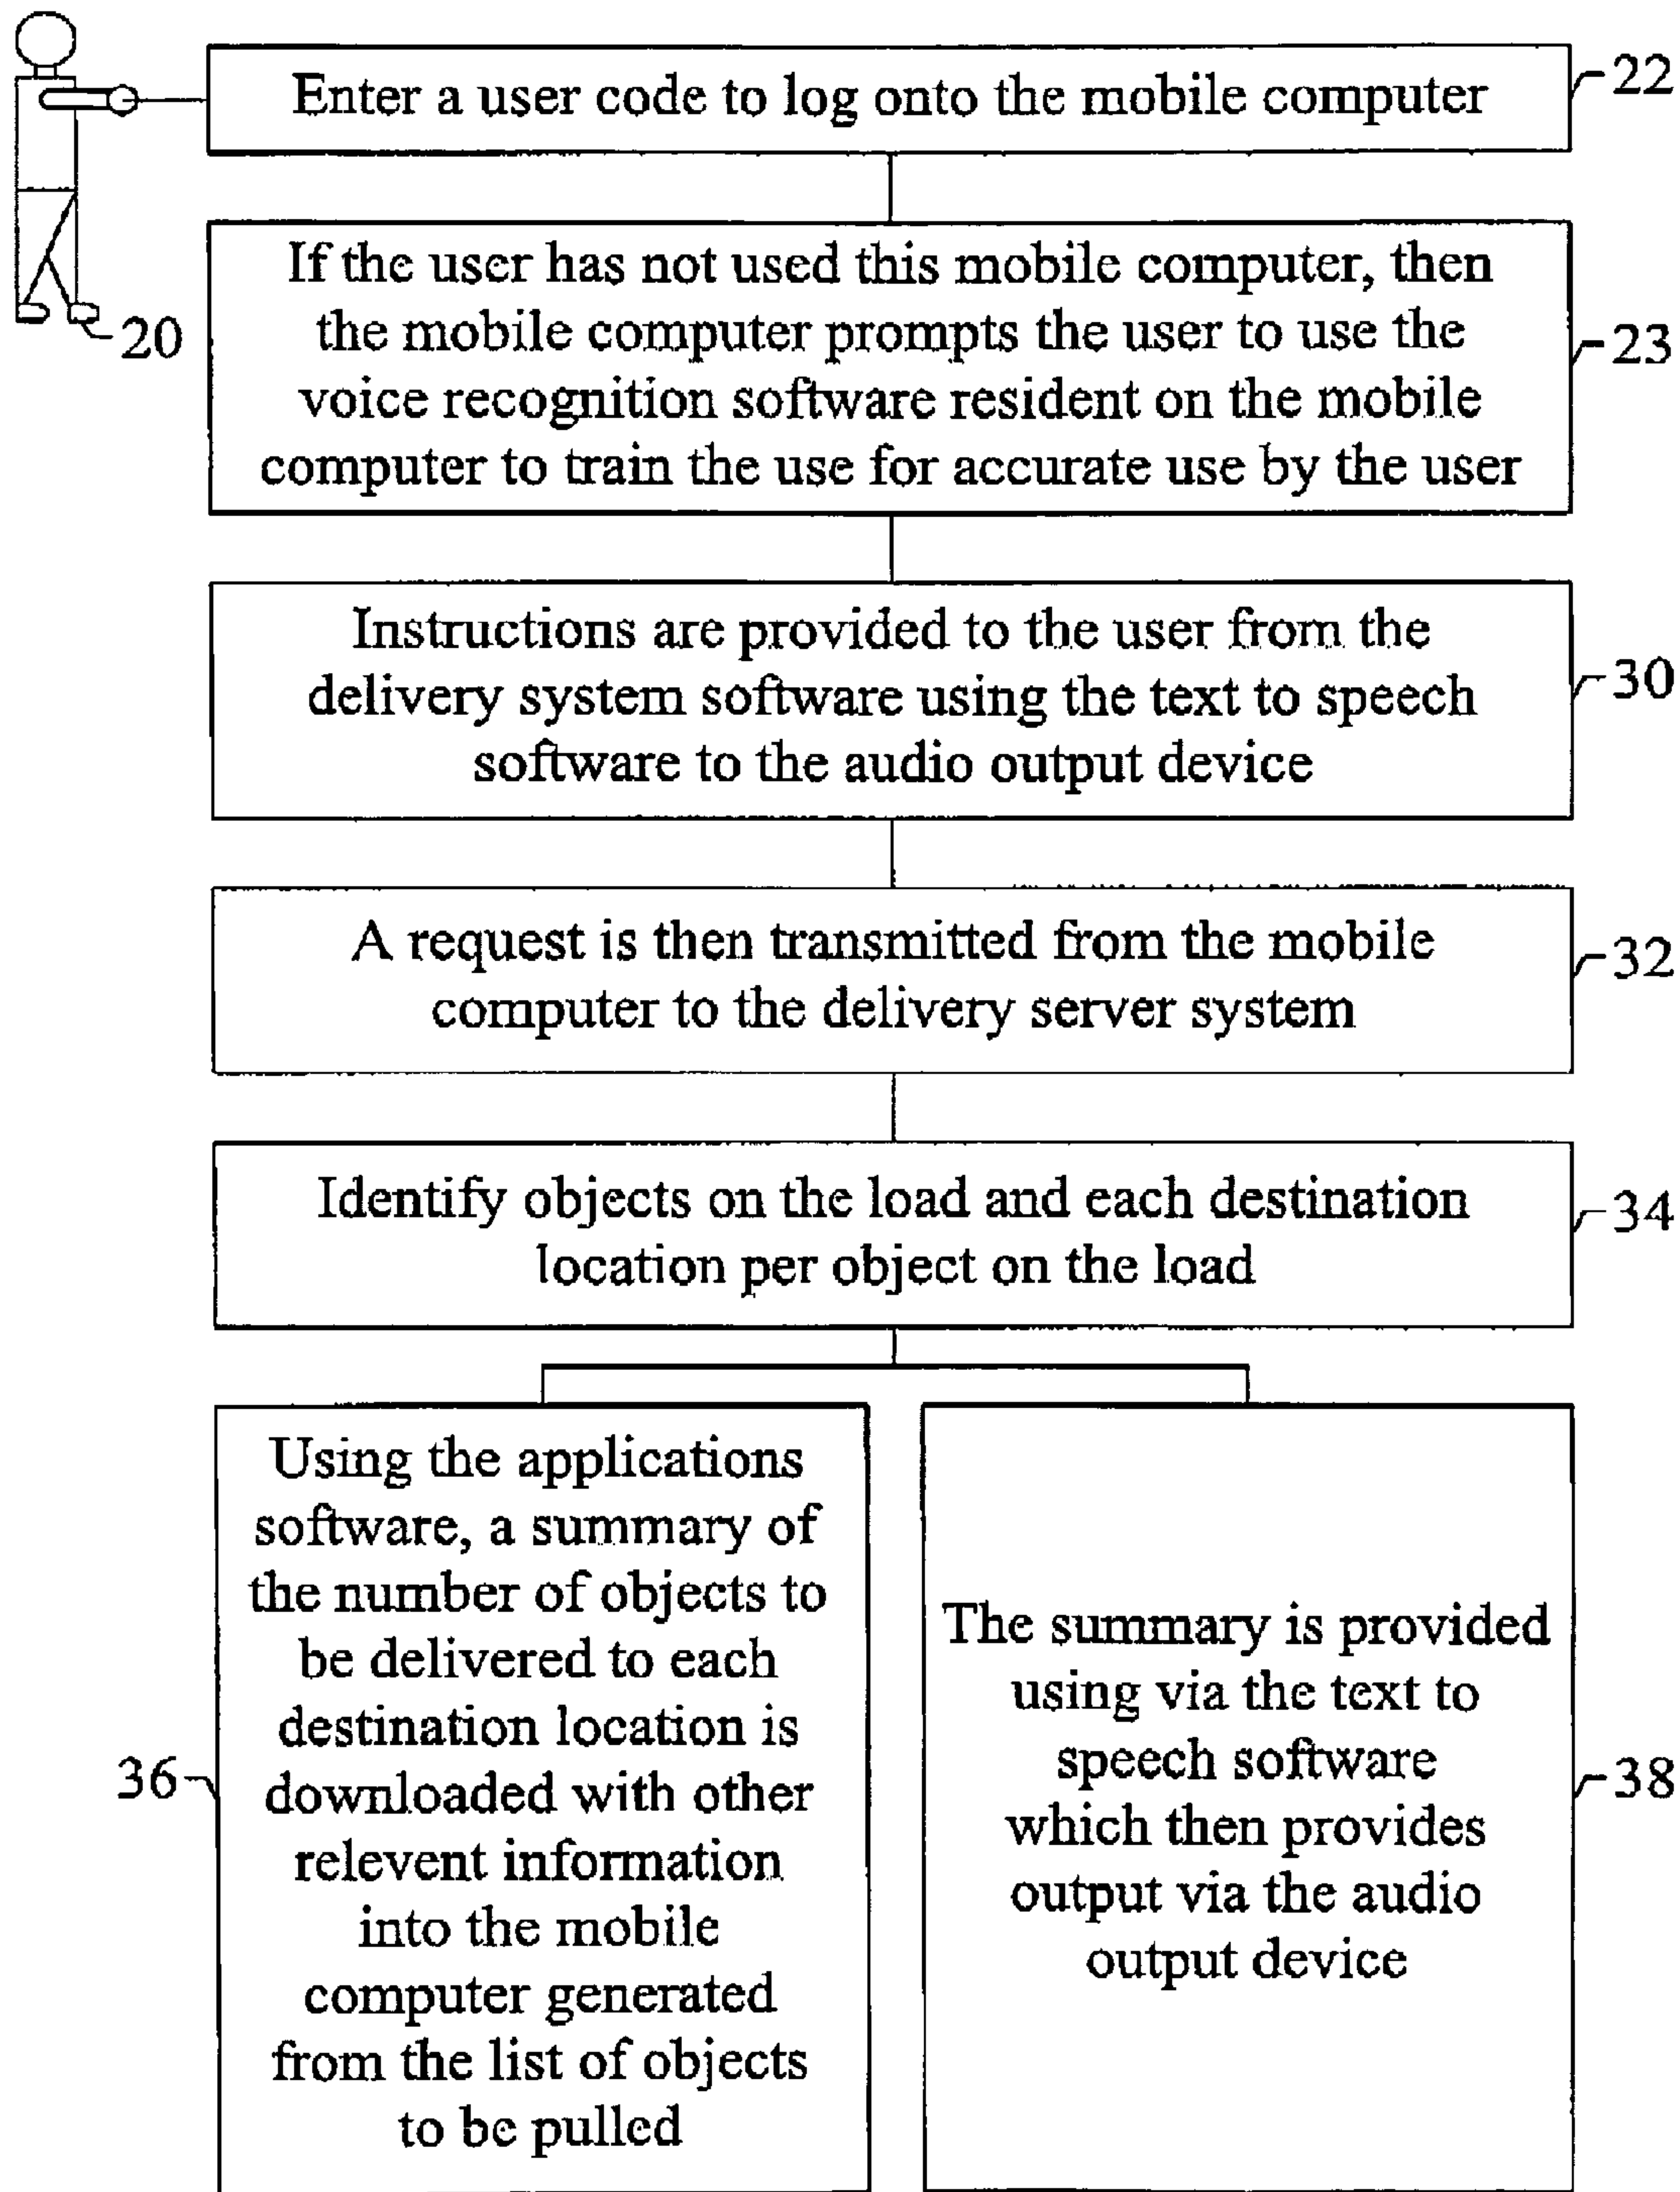 Enter a user code to log onto the mobile computer
22
If the user has not used this mobile computer, then
the mobile computer prompts the user to use the
voice recognition software resident on the mobile
computer to train the use for accurate use by the user
20
23
Instructions are provided to the user from the
delivery system software using the text to speech
software to the audio output device
30
A request is then transmitted from the mobile
computer to the delivery server system
32
Identify objects on the load and each destination
location per object on the load
34
Using the applications
software, a summary of
the number of objects to
be delivered to each
destination location is
downloaded with other
relevent information
into the mobile
computer generated
from the list of objects
to be pulled
36
The summary is provided
using via the text to
speech software
which then provides
output via the audio
output device
38